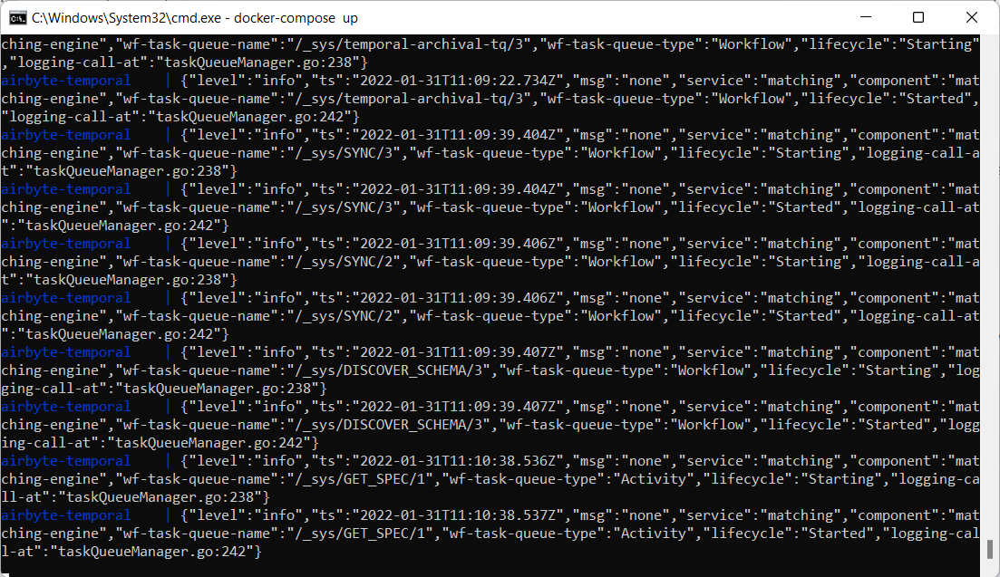 C:\Windows\System32\cmd.exe - docker-compose  up
ching-engine","wf-task-queue-name":"/_sys/temporal-archival-tq/3","wf-task-queue-type":"Workflow","lifecycle":"Starting"
,"logging-call-at":"taskQueueManager.go:238"}
airbyte-temporal    | {"level":"info","ts":"2022-01-31T11:09:22.734Z","msg":"none","service":"matching","component":"mat
ching-engine","wf-task-queue-name":"/_sys/temporal-archival-tq/3","wf-task-queue-type":"Workflow","lifecycle":"Started",
"logging-call-at":"taskQueueManager.go:242"}
airbyte-temporal    | {"level":"info","ts":"2022-01-31T11:09:39.404Z","msg":"none","service":"matching","component":"mat
ching-engine","wf-task-queue-name":"/_sys/SYNC/3","wf-task-queue-type":"Workflow","lifecycle":"Starting","logging-call-a
t":"taskQueueManager.go:238"}
airbyte-temporal    | {"level":"info","ts":"2022-01-31T11:09:39.404Z","msg":"none","service":"matching","component":"mat
ching-engine","wf-task-queue-name":"/_sys/SYNC/3","wf-task-queue-type":"Workflow","lifecycle":"Started","logging-call-at
":"taskQueueManager.go:242"}
airbyte-temporal    | {"level":"info","ts":"2022-01-31T11:09:39.406Z","msg":"none","service":"matching","component":"mat
ching-engine","wf-task-queue-name":"/_sys/SYNC/2","wf-task-queue-type":"Workflow","lifecycle":"Starting","logging-call-a
t":"taskQueueManager.go:238"}
airbyte-temporal    | {"level":"info","ts":"2022-01-31T11:09:39.406Z","msg":"none","service":"matching","component":"mat
ching-engine","wf-task-queue-name":"/_sys/SYNC/2","wf-task-queue-type":"Workflow","lifecycle":"Started","logging-call-at
":"taskQueueManager.go:242"}
airbyte-temporal    | {"level":"info","ts":"2022-01-31T11:09:39.407Z","msg":"none","service":"matching","component":"mat
ching-engine","wf-task-queue-name":"/_sys/DISCOVER_SCHEMA/3","wf-task-queue-type":"Workflow","lifecycle":"Starting","log
ging-call-at":"taskQueueManager.go:238"}
airbyte-temporal    | {"level":"info","ts":"2022-01-31T11:09:39.407Z","msg":"none","service":"matching","component":"mat
ching-engine","wf-task-queue-name":"/_sys/DISCOVER_SCHEMA/3","wf-task-queue-type":"Workflow","lifecycle":"Started","logg
ing-call-at":"taskQueueManager.go:242"}
airbyte-temporal    | {"level":"info","ts":"2022-01-31T11:10:38.536Z","msg":"none","service":"matching","component":"mat
ching-engine","wf-task-queue-name":"/_sys/GET_SPEC/1","wf-task-queue-type":"Activity","lifecycle":"Starting","logging-ca
ll-at":"taskQueueManager.go:238"}
airbyte-temporal    | {"level":"info","ts":"2022-01-31T11:10:38.537Z","msg":"none","service":"matching","component":"mat
ching-engine","wf-task-queue-name":"/_sys/GET_SPEC/1","wf-task-queue-type":"Activity","lifecycle":"Started","logging-cal
l-at":"taskQueueManager.go:242"}